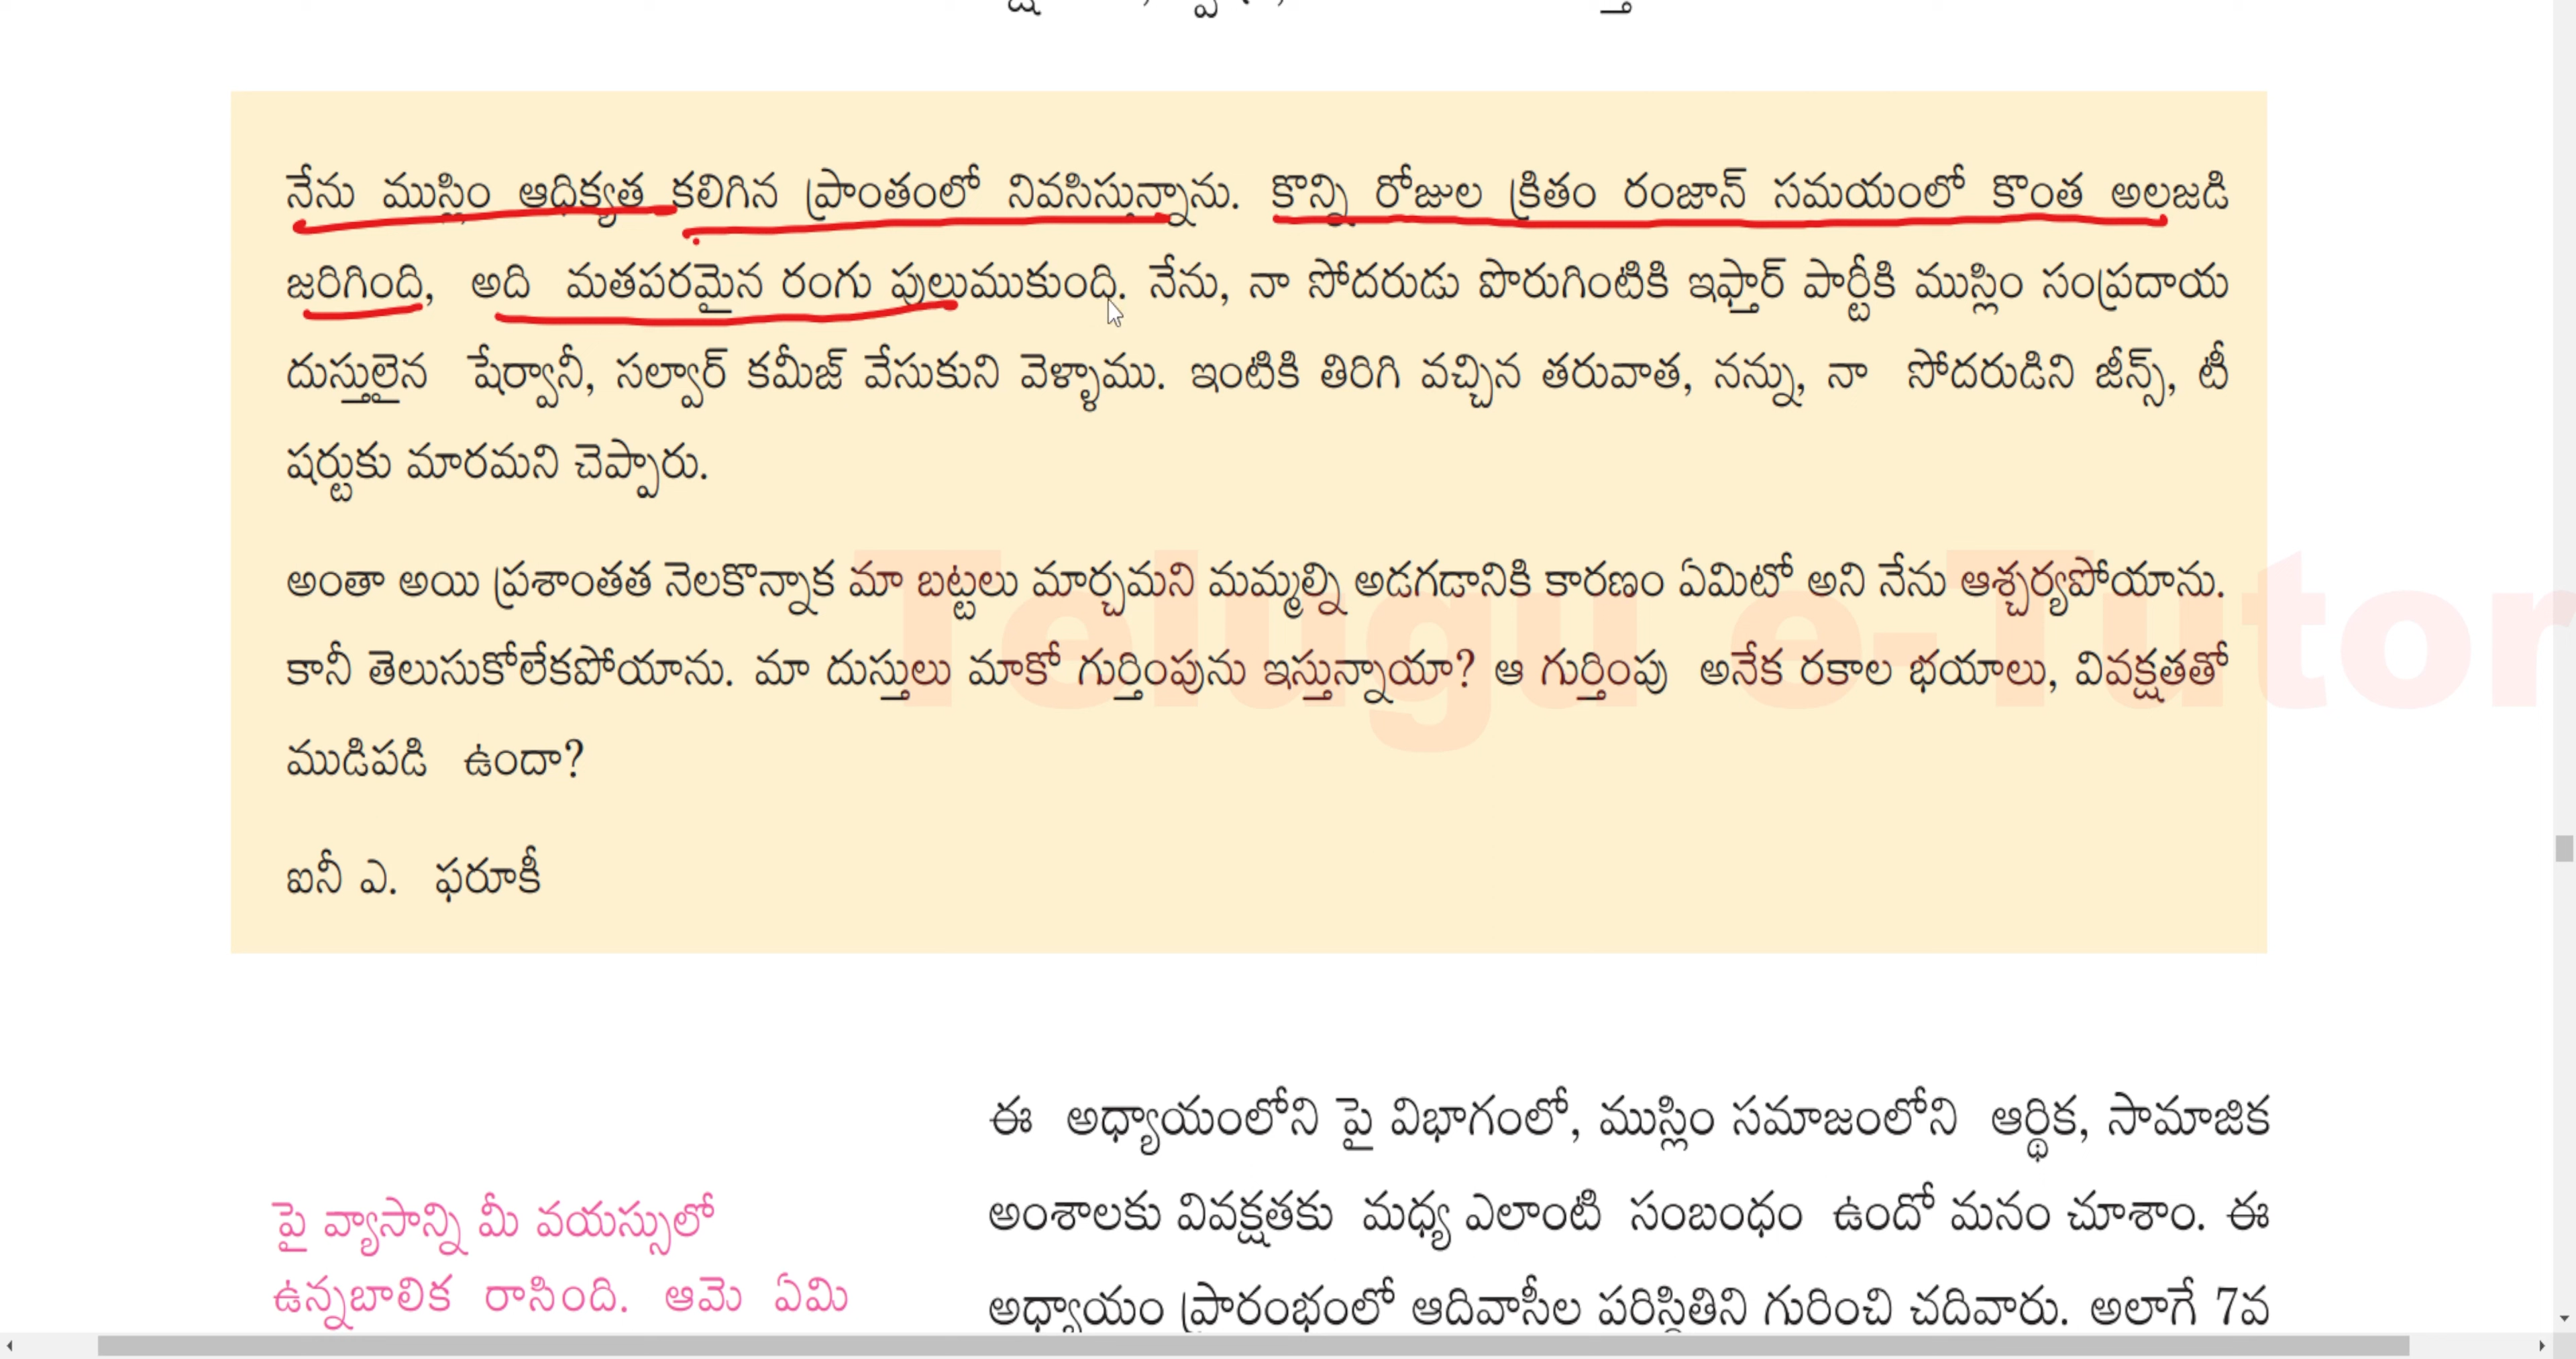 నేను ముస్లిం ఆధిక్యత కలిగిన ప్రాంతంలో నివసిస్తున్నాను. కొన్ని రోజుల క్రితం రంజాన్ సమయంలో కొంత అలజడి
జరిగింది, అది మతపరమైన రంగు పులుముకుంది. నేను, నా సోదరుడు పొరుగింటికి ఇఫ్తార్ పార్టీకి ముస్లిం సంప్రదాయ
దుస్తులైన షేర్వానీ, సల్వార్ కమీజ్ వేసుకుని వెళ్ళాము. ఇంటికి తిరిగి వచ్చిన తరువాత, నన్ను, నా సోదరుడిని జీన్స్, టీ
షర్టుకు మారమని చెప్పారు.
అంతా అయి ప్రశాంతత నెలకొన్నాక మా బట్టలు మార్చమని మమ్మల్ని అడగడానికి కారణం ఏమిటో అని నేను ఆశ్చర్యపోయాను.
కానీ తెలుసుకోలేకపోయాను. మా దుస్తులు మాకో గుర్తింపును ఇస్తున్నాయా? ఆ గుర్తింపు అనేక రకాల భయాలు, వివక్షతతో
ముడిపడి ఉందా?
ఐనీ ఎ. ఫరూకీ
Telugu e-Tutor
ఈ అధ్యాయంలోని పై విభాగంలో, ముస్లిం సమాజంలోని ఆర్థిక, సామాజిక
అంశాలకు వివక్షతకు మధ్య ఎలాంటి సంబంధం ఉందో మనం చూశాం. ఈ
అధ్యాయం ప్రారంభంలో ఆదివాసీల పరిస్థితిని గురించి చదివారు. అలాగే 7వ
పై వ్యాసాన్ని మీ వయస్సులో
ఉన్నబాలిక రాసింది. ఆమె ఏమి